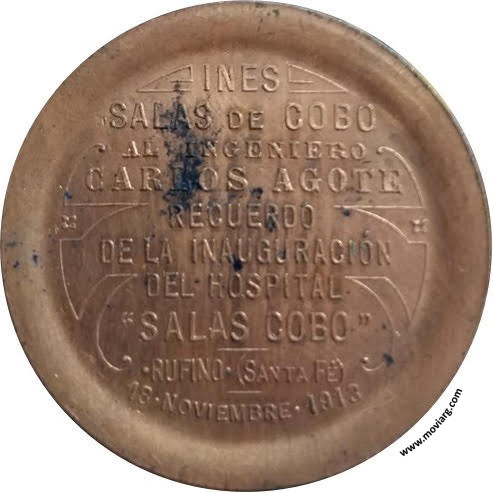 INES
SALAS DE COBO
AL INGENIERO
CARLOS AGOTE
RECUERDO
DE LA INAUGURACIÓN
DEL HOSPITAL
"SALAS COBO"
·RUFINO· (SANTA FÉ)
16·NOVIEMBRE·1913
www.moviarg.com